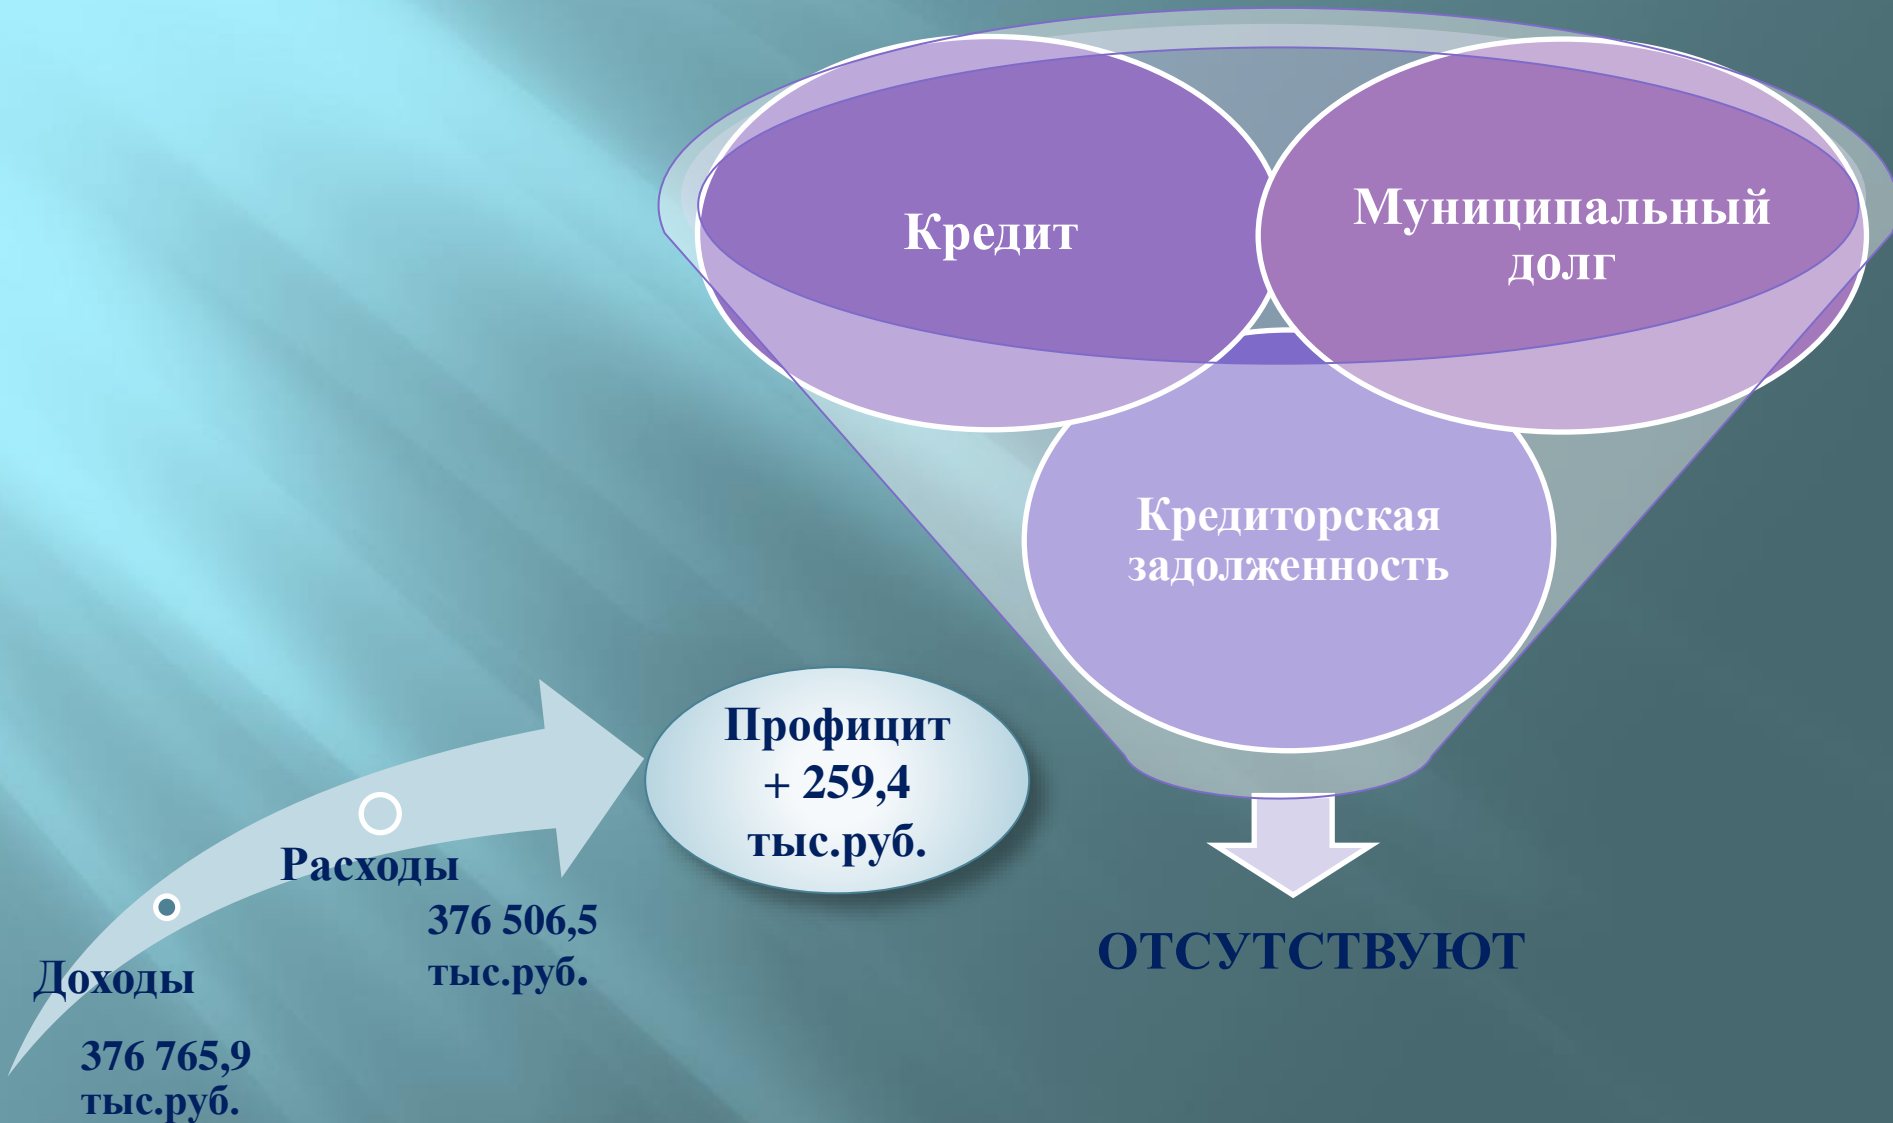 Кредит
Муниципальный
долг
Кредиторская
задолженность
ОТСУТСТВУЮТ
Доходы
376 765,9
тыс.руб.
Расходы
376 506,5
тыс.руб.
Профицит
+ 259,4
тыс.руб.